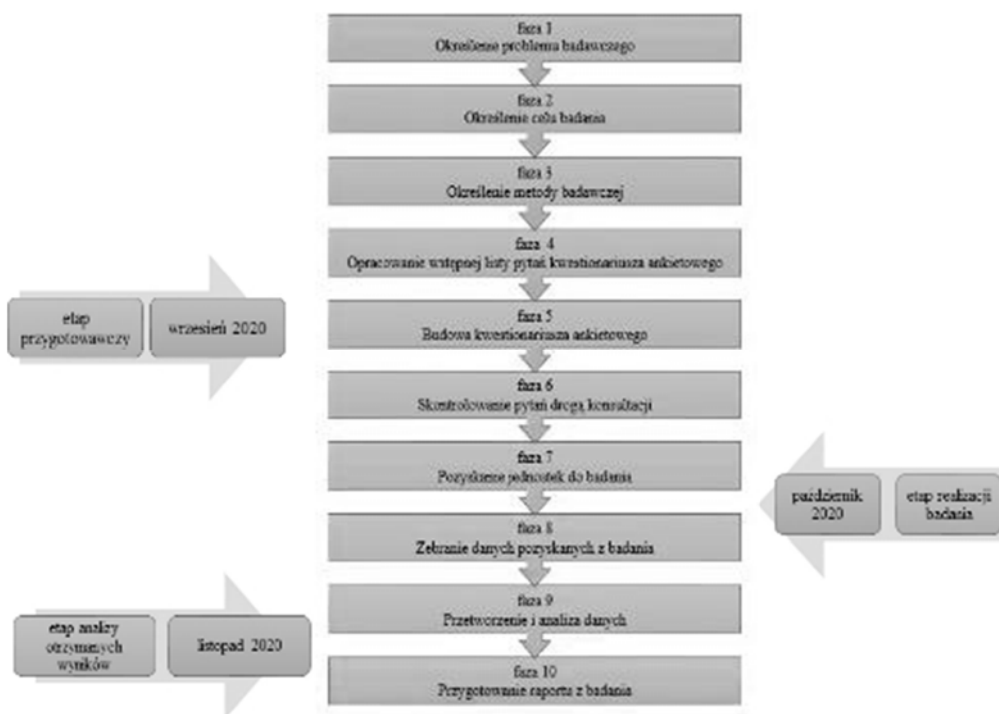 faza 1
Określenie problemu badawczego
faza 2
Określenie celu badania
faza 3
Określenie metody badawczej
faza 4
Opracowanie wstępnej listy pytań kwestionariusza ankietowego
etap
przygotowawczy
wrzesień 2020
faza 5
Budowa kwestionariusza ankietowego
faza 6
Skontrolowanie pytań drogą konsultacji
faza 7
Pozyskanie jednostek do badania
październik
2020
etap realizacji
badania
faza 8
Zebranie danych pozyskanych z badania
faza 9
Przetworzenie i analiza danych
etap analizy
otrzymanych
wyników
listopad 2020
faza 10
Przygotowanie raportu z badania